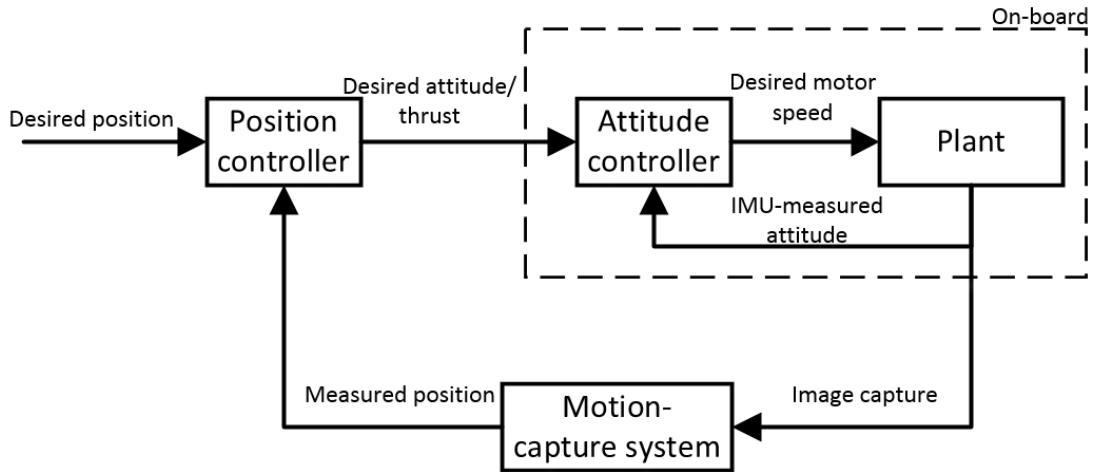 On-board
Desired position
Position
controller
Desired attitude/
thrust
Attitude
controller
Desired motor
speed
Plant
IMU-measured
attitude
Measured position
Motion-
capture system
Image capture